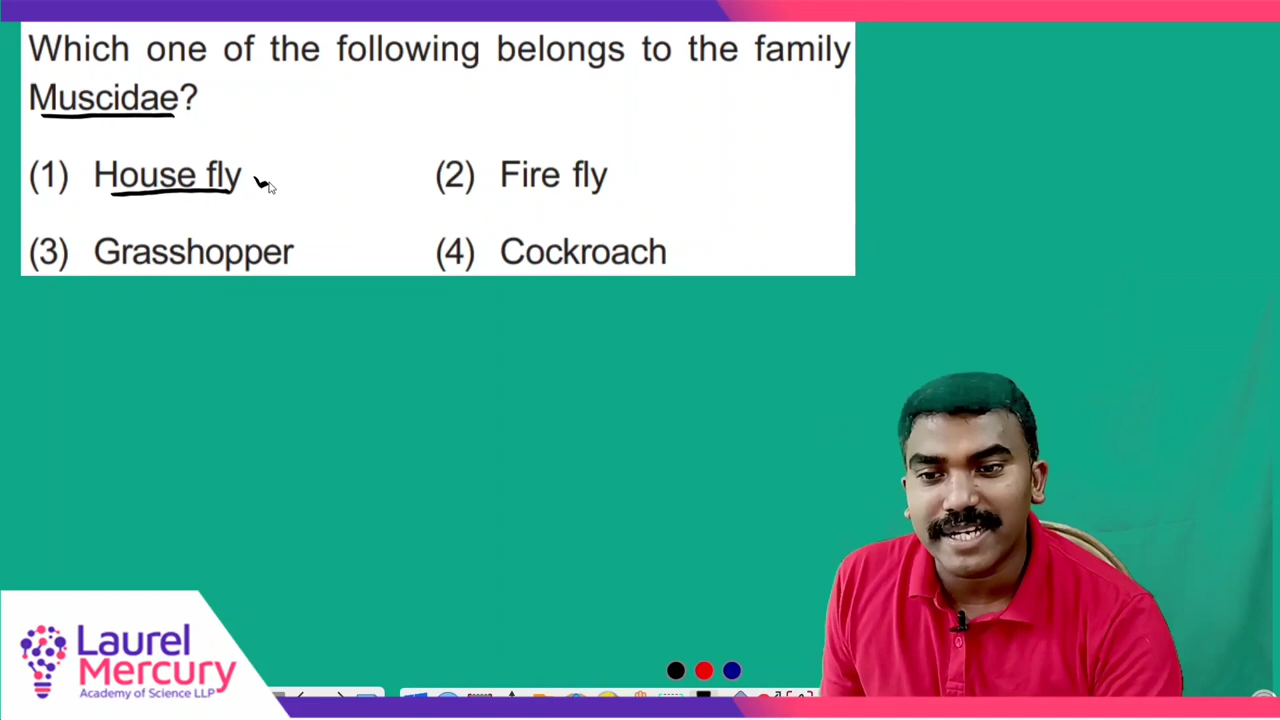 Which one of the following belongs to the family
Muscidae?
(1) House fly
(2) Fire fly
(3) Grasshopper
(4) Cockroach
Laurel
Mercury
Academy of Science LLP